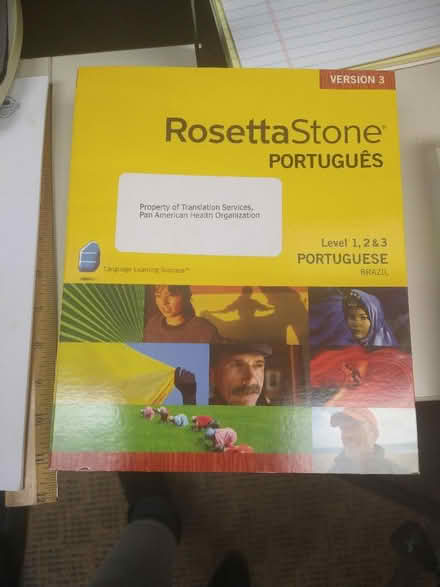 VERSION 3
RosettaStone®
PORTUGUÊS
Property of Translation Services,
Pan American Health Organization
Level 1, 2 & 3
PORTUGUESE
BRAZIL
Language Learning Success™